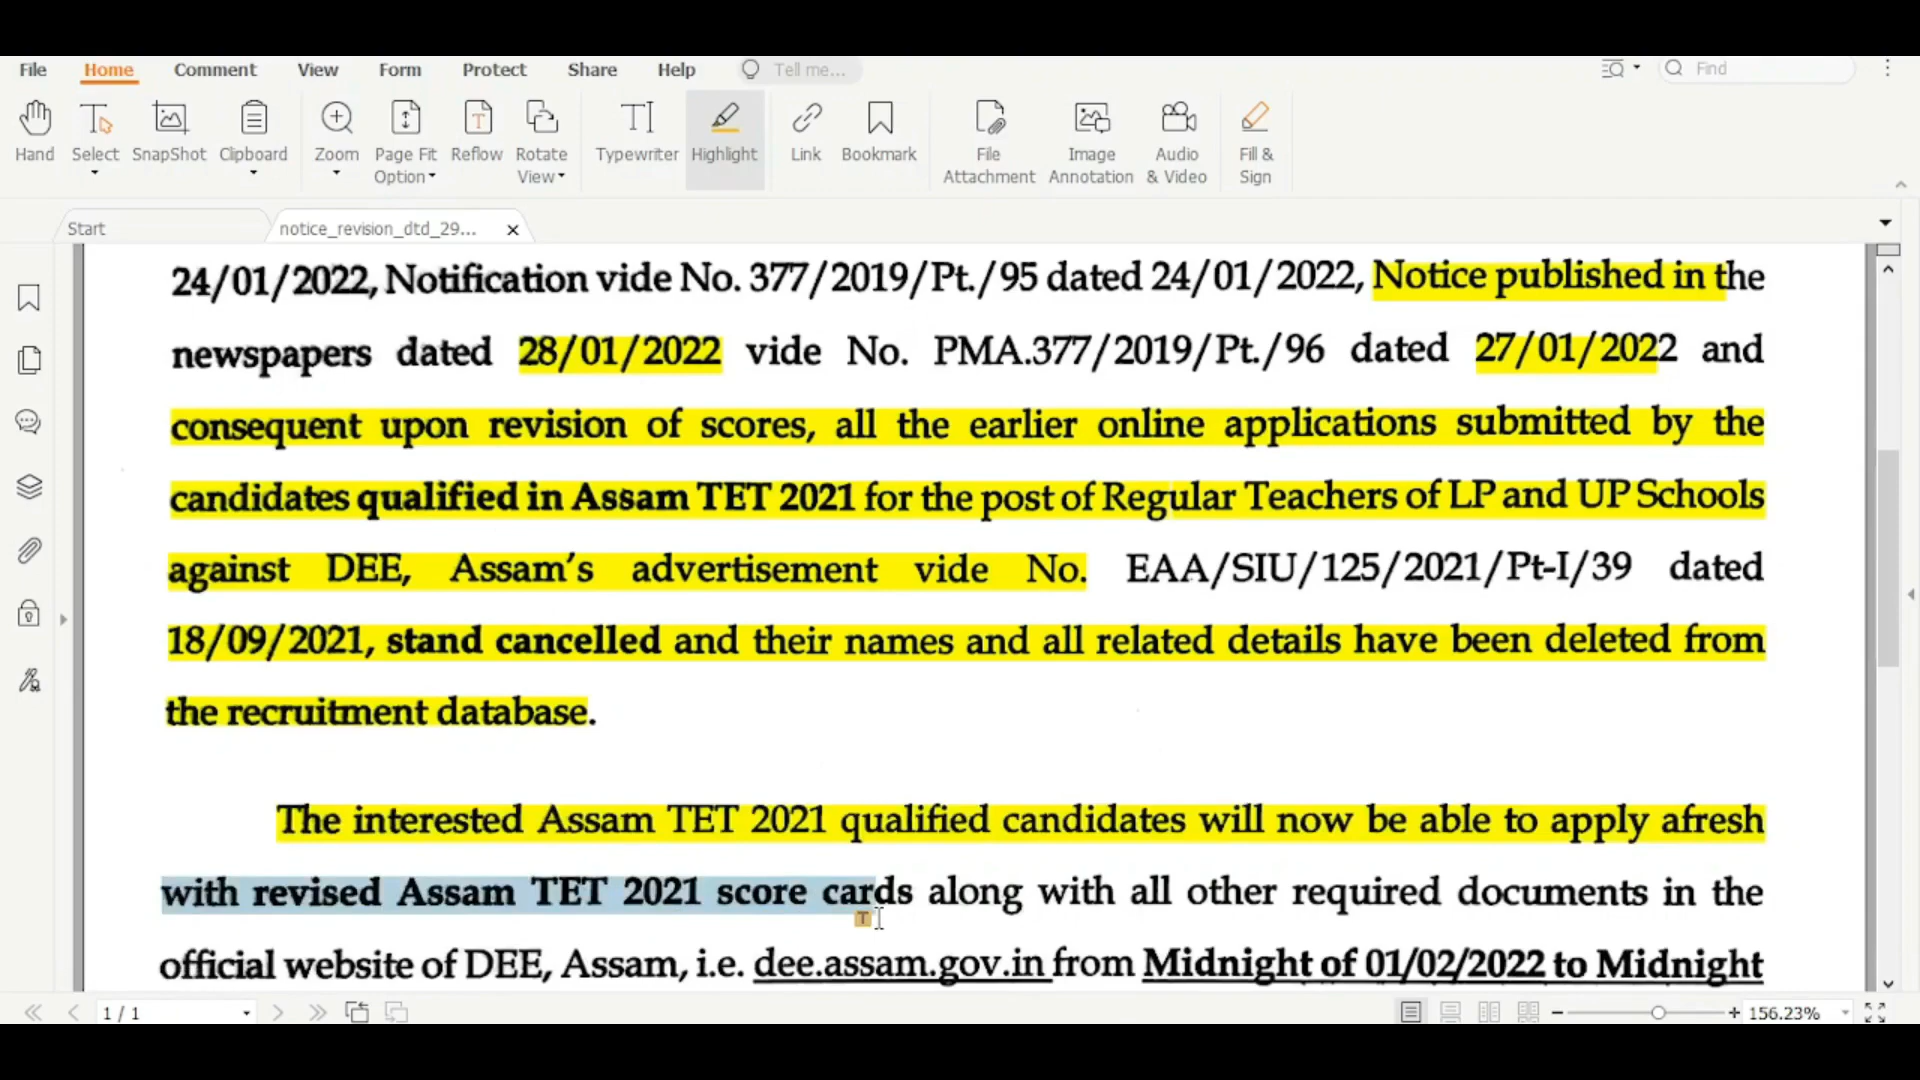 File Home Comment View Form Protect Share Help Tell me... Find
Hand Select SnapShot Clipboard Zoom Page Fit Option Reflow Rotate View Typewriter Highlight Link Bookmark File Attachment Image Annotation Audio & Video Fill & Sign
Start notice_revision_dtd_29...
24/01/2022, Notification vide No. 377/2019/Pt./95 dated 24/01/2022, Notice published in the
newspapers dated 28/01/2022 vide No. PMA.377/2019/Pt./96 dated 27/01/2022 and
consequent upon revision of scores, all the earlier online applications submitted by the
candidates qualified in Assam TET 2021 for the post of Regular Teachers of LP and UP Schools
against DEE, Assam's advertisement vide No. EAA/SIU/125/2021/Pt-I/39 dated
18/09/2021, stand cancelled and their names and all related details have been deleted from
the recruitment database.
The interested Assam TET 2021 qualified candidates will now be able to apply afresh
with revised Assam TET 2021 score cards along with all other required documents in the
official website of DEE, Assam, i.e. dee.assam.gov.in from Midnight of 01/02/2022 to Midnight
1 / 1 156.23%